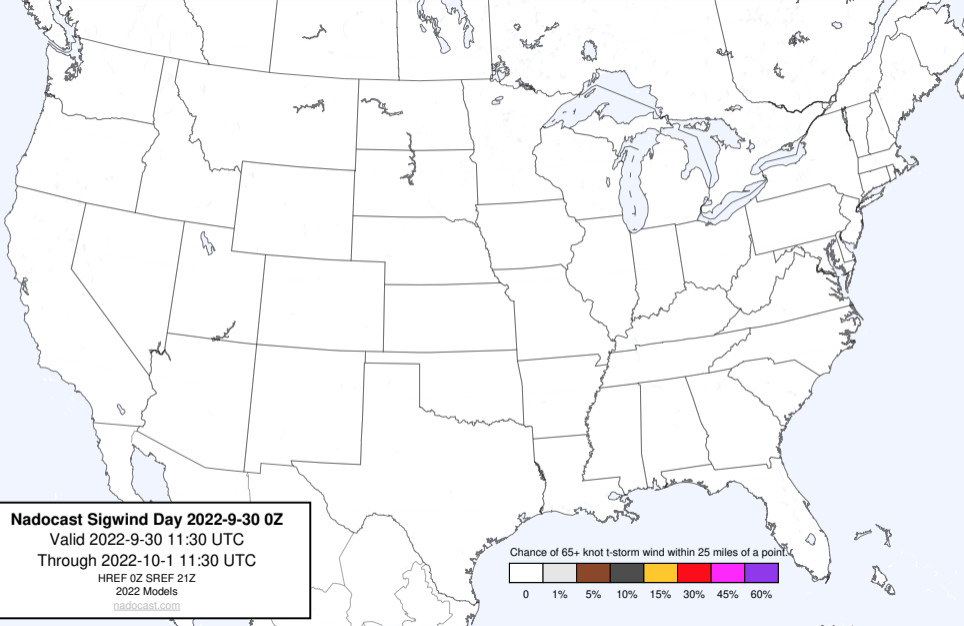 Nadocast Sigwind Day 2022-9-30 0Z
Valid 2022-9-30 11:30 UTC
Through 2022-10-1 11:30 UTC
HREF 0Z SREF 21Z
2022 Models
nadocast.com
Chance of 65+ knot t-storm wind within 25 miles of a point.
0 1% 5% 10% 15% 30% 45% 60%